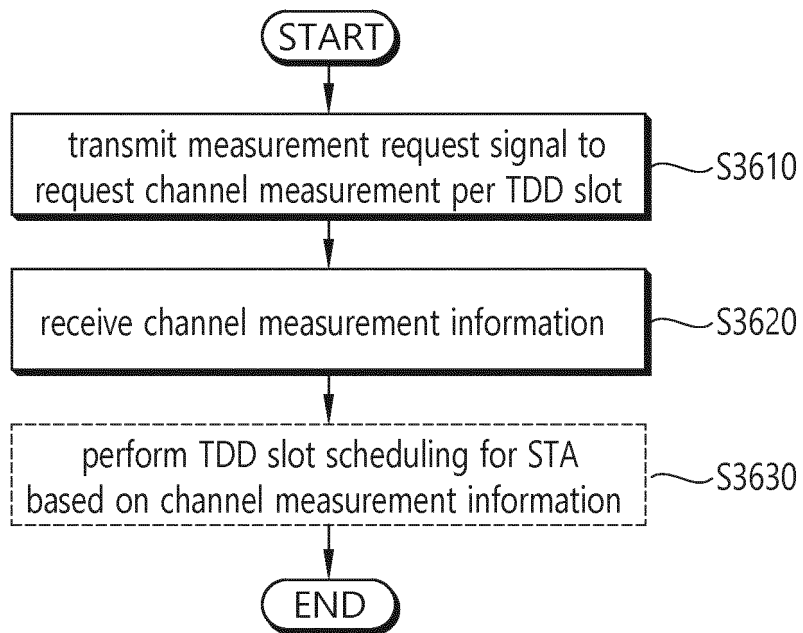 START
transmit measurement request signal to
request channel measurement per TDD slot
S3610
receive channel measurement information
S3620
perform TDD slot scheduling for STA
based on channel measurement information
S3630
END